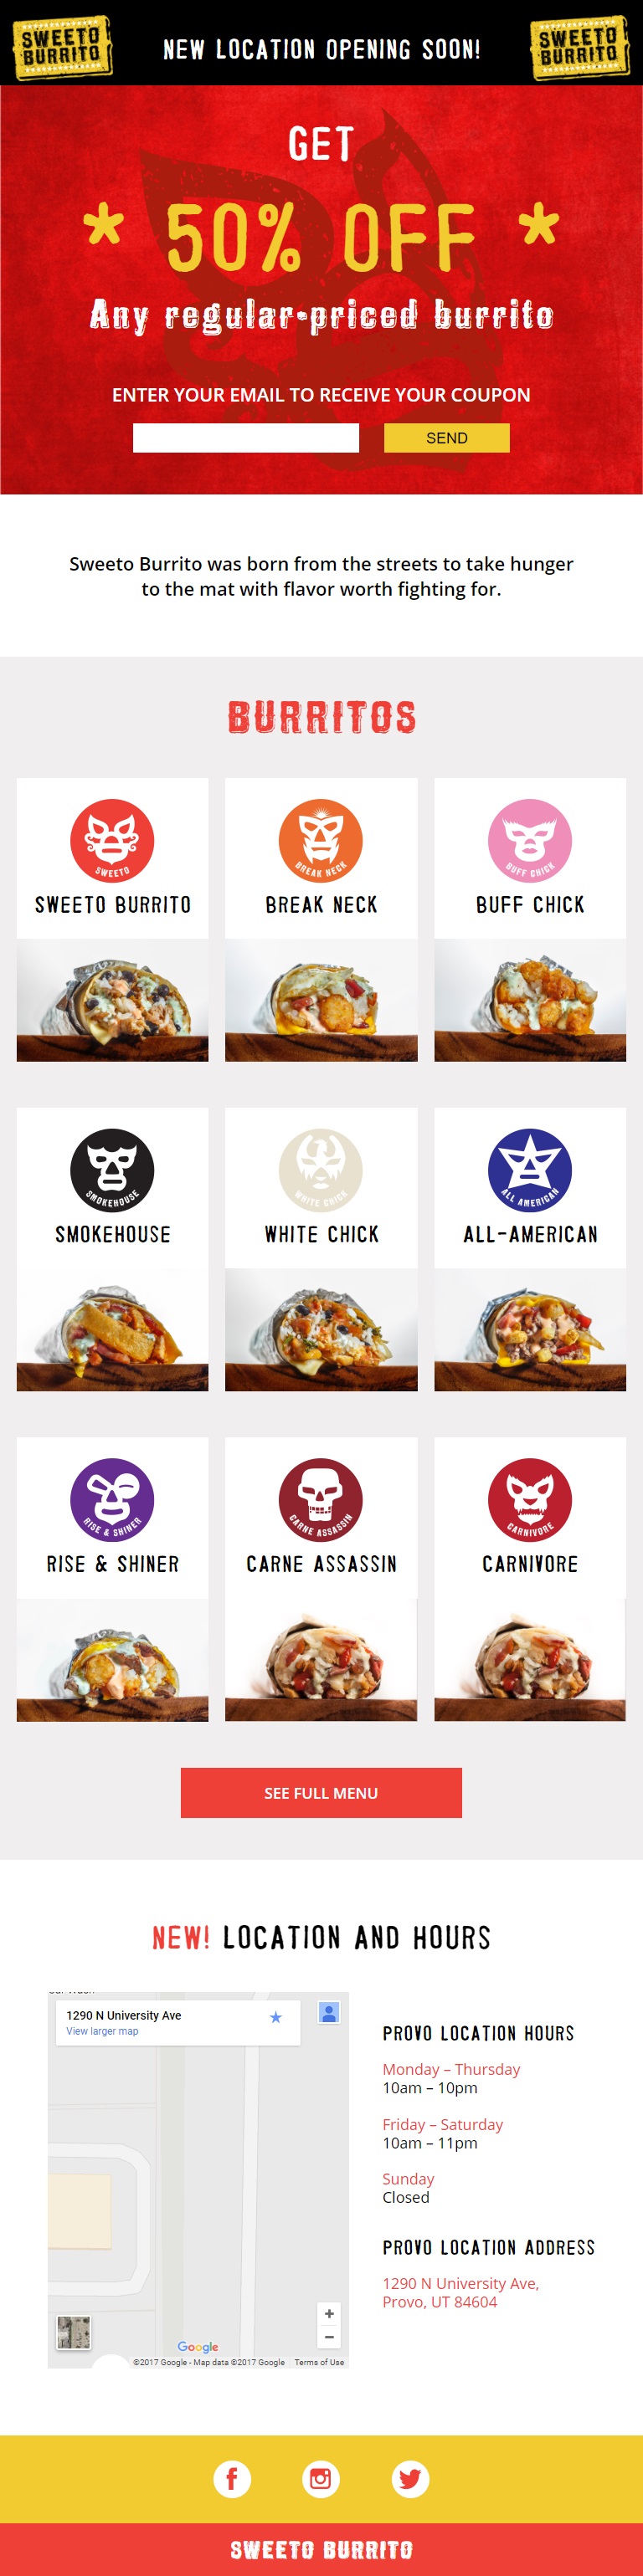 SWEETO
BURRITO
NEW LOCATION OPENING SOON!
SWEETO
BURRITO
GET
* 50% OFF *
Any regular-priced burrito
ENTER YOUR EMAIL TO RECEIVE YOUR COUPON
SEND
Sweeto Burrito was born from the streets to take hunger
to the mat with flavor worth fighting for.
BURRITOS
SWEETO
BREAK NECK
BUFF CHICK
SWEETO BURRITO
BREAK NECK
BUFF CHICK
SMOKEHOUSE
WHITE CHICK
ALL AMERICAN
SMOKEHOUSE
WHITE CHICK
ALL-AMERICAN
RISE & SHINER
CARNE ASSASSIN
CARNIVORE
RISE & SHINER
CARNE ASSASSIN
CARNIVORE
SEE FULL MENU
NEW! LOCATION AND HOURS
1290 N University Ave
View larger map
Google
©2017 Google - Map data ©2017 Google Terms of Use
PROVO LOCATION HOURS
Monday – Thursday
10am – 10pm
Friday – Saturday
10am – 11pm
Sunday
Closed
PROVO LOCATION ADDRESS
1290 N University Ave,
Provo, UT 84604
SWEETO BURRITO